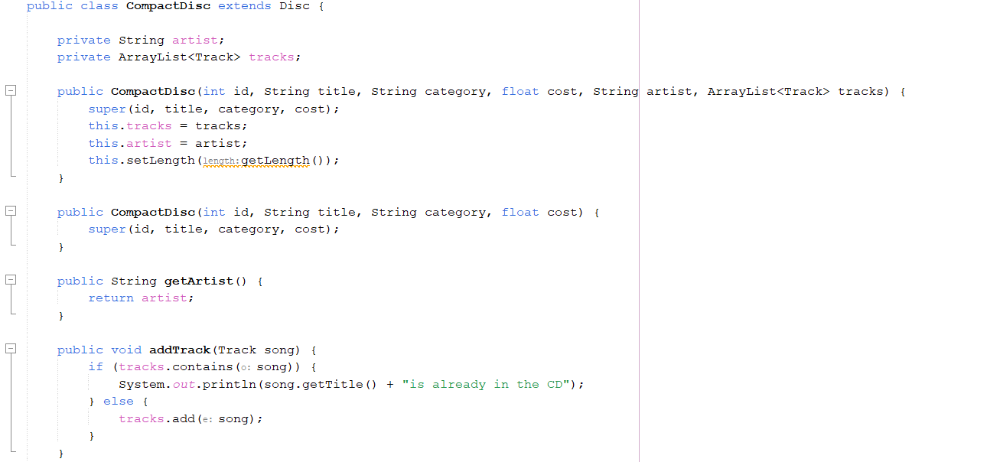 public class CompactDisc extends Disc {
private String artist;
private ArrayList<Track> tracks;
public CompactDisc(int id, String title, String category, float cost, String artist, ArrayList<Track> tracks) {
super(id, title, category, cost);
this.tracks = tracks;
this.artist = artist;
this.setLength(length: getLength());
}
public CompactDisc(int id, String title, String category, float cost) {
super(id, title, category, cost);
}
public String getArtist() {
return artist;
}
public void addTrack(Track song) {
if (tracks.contains(o: song)) {
System.out.println(song.getTitle() + "is already in the CD");
} else {
tracks.add(e: song);
}
}